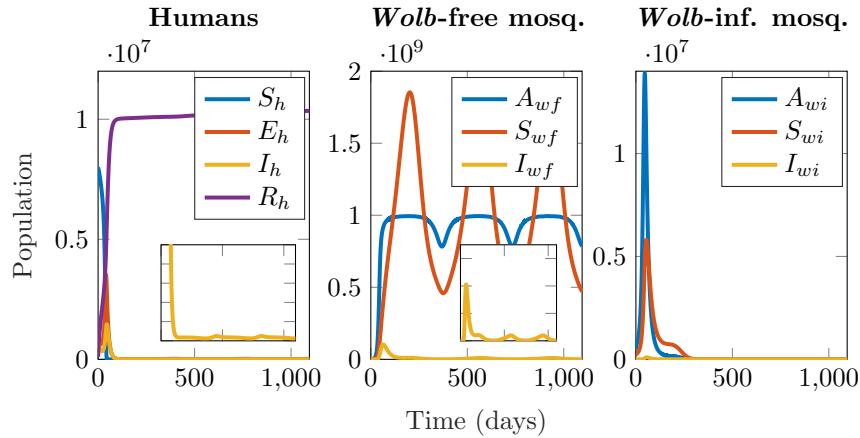 Humans
Wolb-free mosq.
Wolb-inf. mosq.
·10^7
·10^9
·10^7
Population
1
0.5
0
S_h
E_h
I_h
R_h
0
500
1,000
2
1.5
1
0.5
0
A_wf
S_wf
I_wf
0
500
1,000
1
0.5
0
A_wi
S_wi
I_wi
0
500
1,000
Time (days)